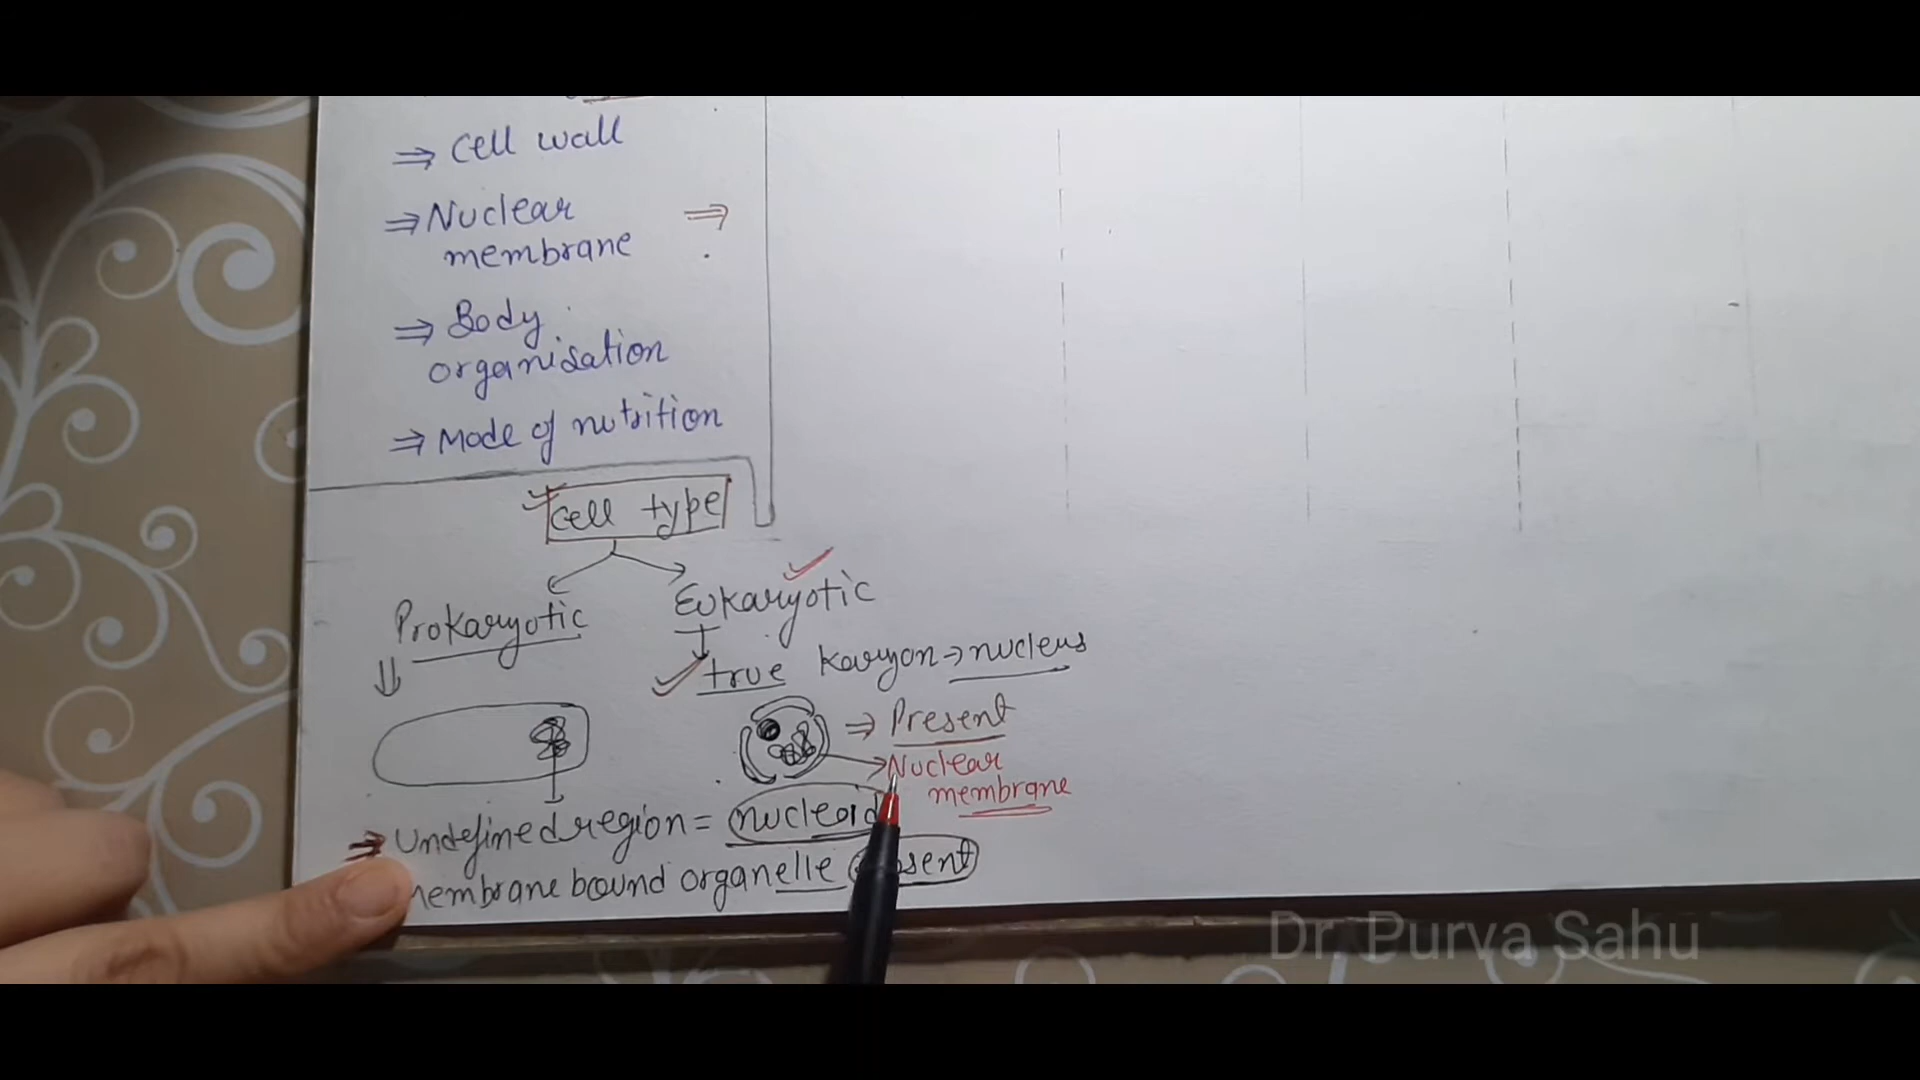 ⇒ Cell wall
⇒ Nuclear ⇒
membrane
⇒ Body
organisation
⇒ Mode of nutrition
Cell type
Prokaryotic
Eukaryotic
true Karyon → nucleus
⇒ Present
Nuclear
membrane
⇒ Undefined region = nucleoid
membrane bound organelle
Dr. Purva Sahu